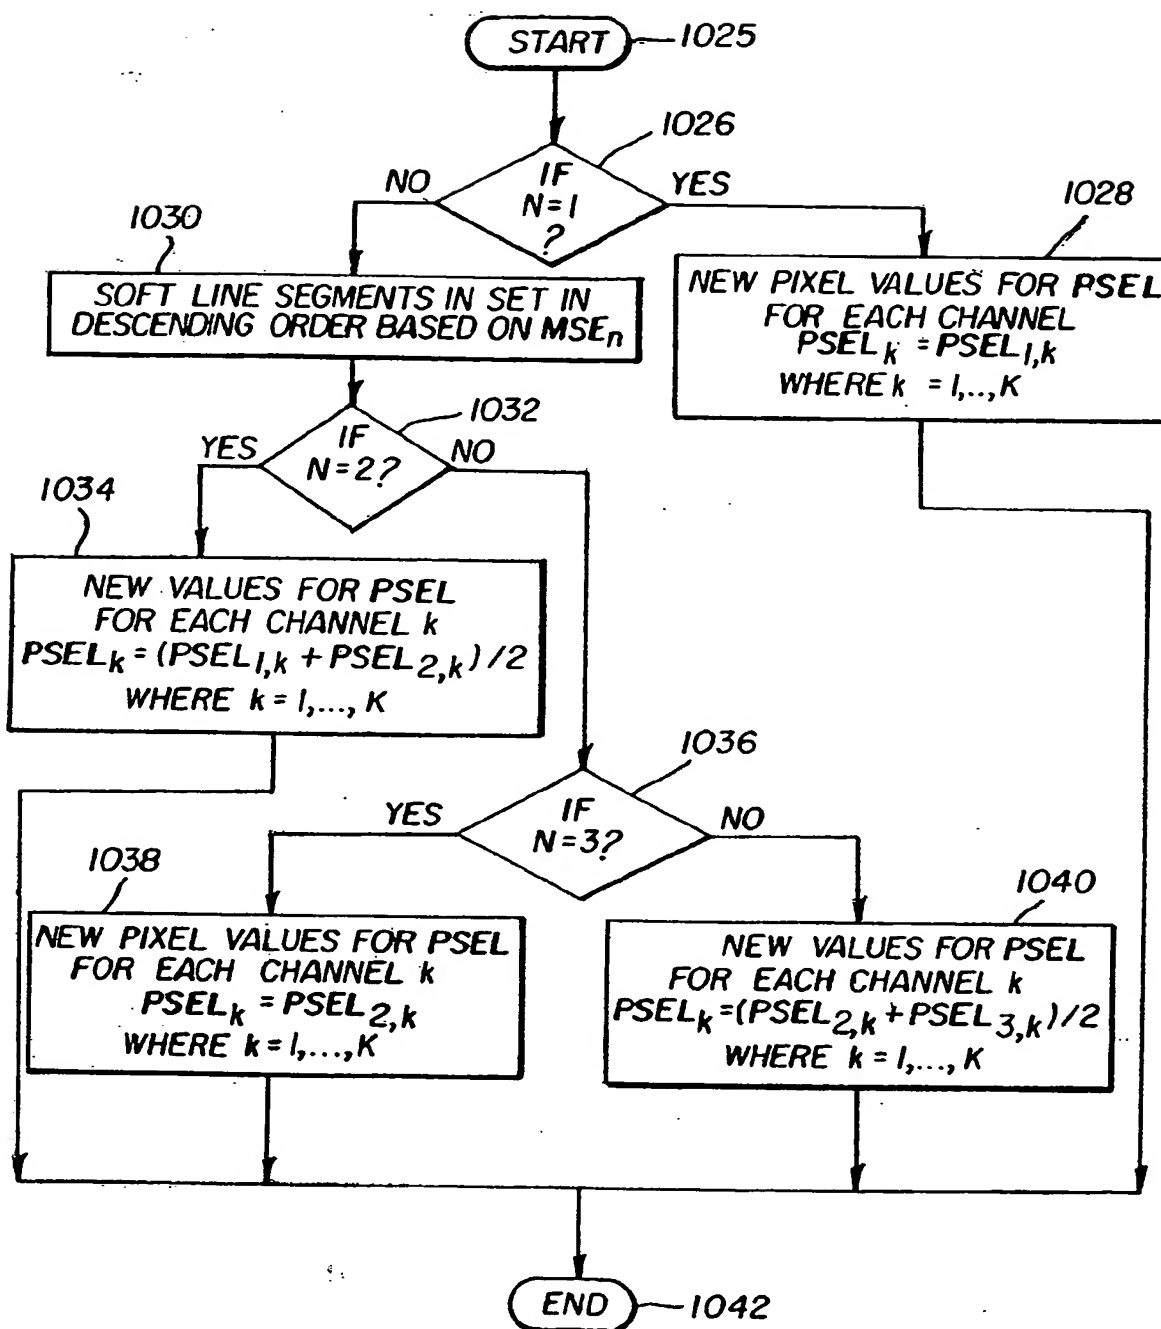 START
1025
1026
IF
N=1
?
NO
YES
1028
NEW PIXEL VALUES FOR PSEL
FOR EACH CHANNEL
PSELₖ = PSEL₁,ₖ
WHERE k = 1,..,K
1030
SOFT LINE SEGMENTS IN SET IN
DESCENDING ORDER BASED ON MSEₙ
1032
IF
N=2?
YES
NO
1034
NEW VALUES FOR PSEL
FOR EACH CHANNEL k
PSELₖ = (PSEL₁,ₖ + PSEL₂,ₖ)/2
WHERE k = 1,..., K
1036
IF
N=3?
YES
NO
1038
NEW PIXEL VALUES FOR PSEL
FOR EACH CHANNEL k
PSELₖ = PSEL₂,ₖ
WHERE k = 1,..., K
1040
NEW VALUES FOR PSEL
FOR EACH CHANNEL k
PSELₖ = (PSEL₂,ₖ + PSEL₃,ₖ)/2
WHERE k = 1,..., K
END
1042